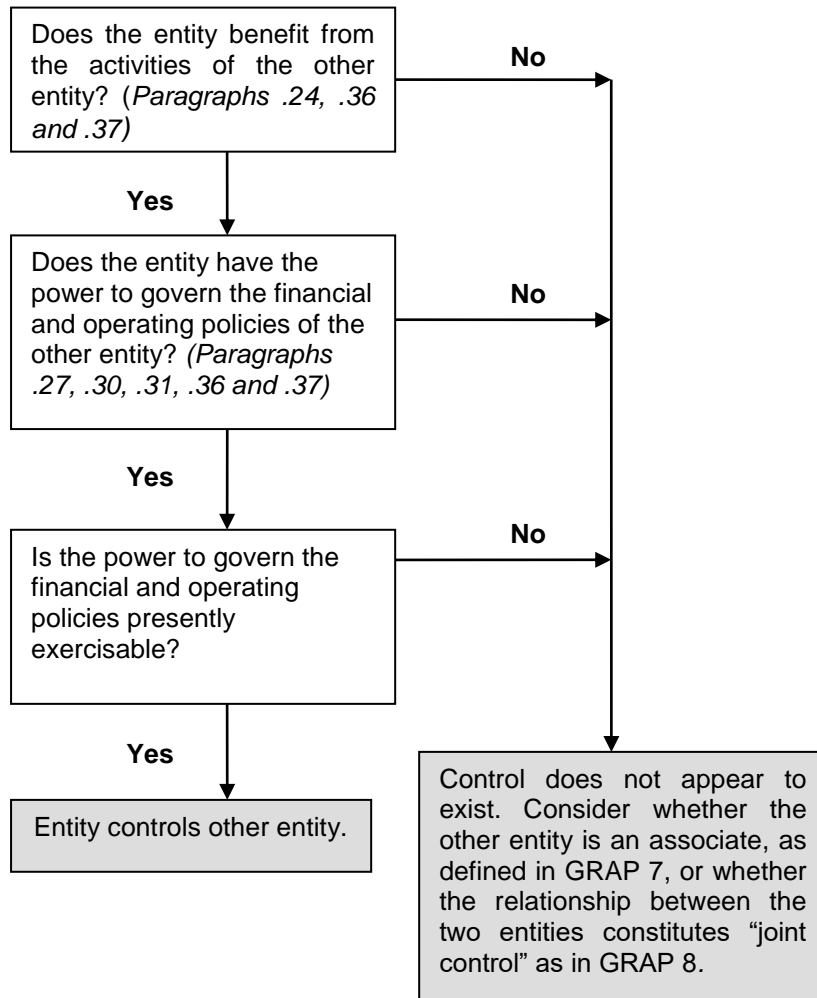 Does the entity benefit from
the activities of the other
entity? (Paragraphs .24, .36
and .37)
No
Yes
Does the entity have the
power to govern the financial
and operating policies of the
other entity? (Paragraphs
.27, .30, .31, .36 and .37)
No
Yes
Is the power to govern the
financial and operating
policies presently
exercisable?
No
Yes
Entity controls other entity.
Control does not appear to
exist. Consider whether the
other entity is an associate, as
defined in GRAP 7, or whether
the relationship between the
two entities constitutes “joint
control” as in GRAP 8.